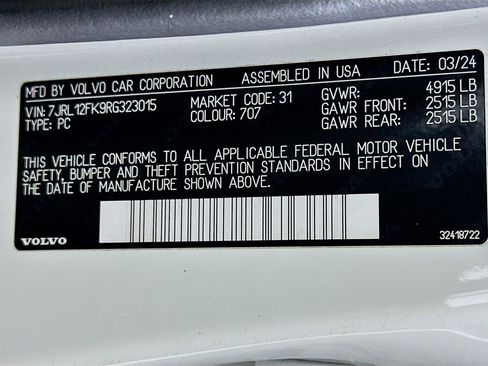 MFD BY VOLVO CAR CORPORATION ASSEMBLED IN USA DATE: 03/24
VIN: 7JRL12FK9RG323015 MARKET CODE: 31 GVWR: 4915 LB
TYPE: PC COLOUR: 707 GAWR FRONT: 2515 LB
GAWR REAR: 2515 LB
THIS VEHICLE CONFORMS TO ALL APPLICABLE FEDERAL MOTOR VEHICLE
SAFETY, BUMPER AND THEFT PREVENTION STANDARDS IN EFFECT ON
THE DATE OF MANUFACTURE SHOWN ABOVE.
VOLVO 32418722